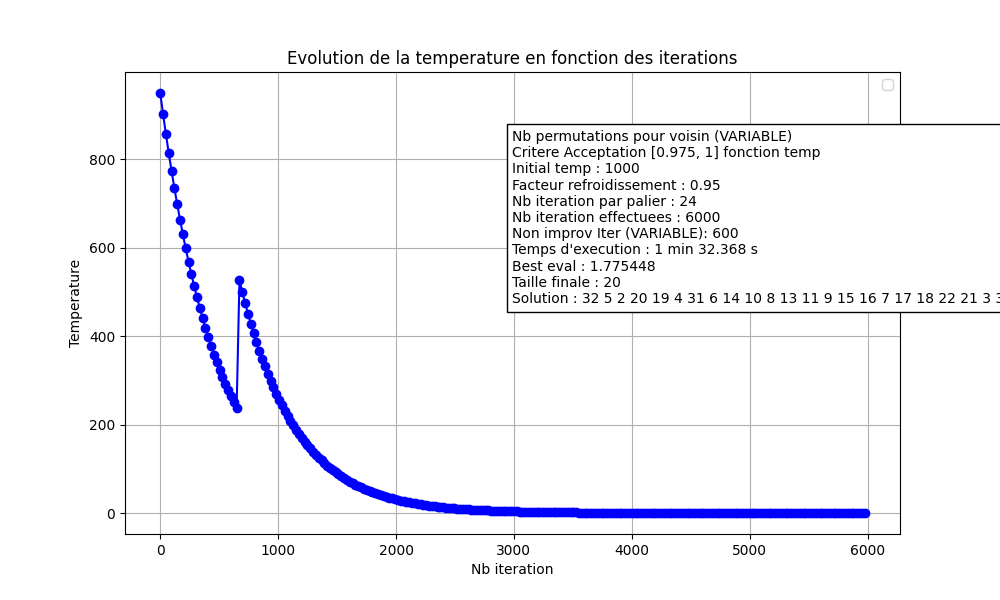 Evolution de la temperature en fonction des iterations
Nb permutations pour voisin (VARIABLE)
Critere Acceptation [0.975, 1] fonction temp
Initial temp : 1000
Facteur refroidissement : 0.95
Nb iteration par palier : 24
Nb iteration effectuees : 6000
Non improv Iter (VARIABLE): 600
Temps d'execution : 1 min 32.368 s
Best eval : 1.775448
Taille finale : 20
Solution : 32 5 2 20 19 4 31 6 14 10 8 13 11 9 15 16 7 17 18 22 21 3
Temperature
800
600
400
200
0
0 1000 2000 3000 4000 5000 6000
Nb iteration